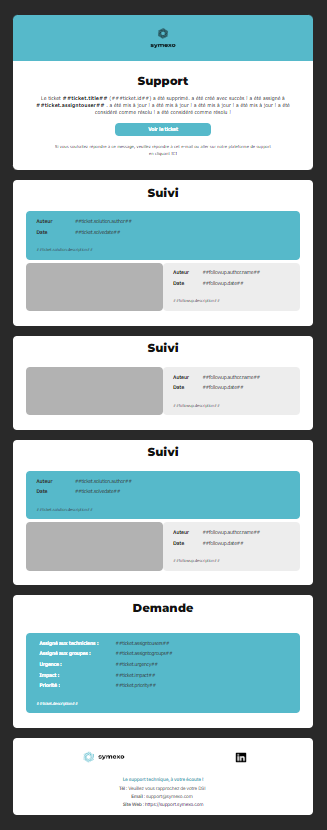 symexo
Support
Le ticket ##ticket.title## (###ticket.id##) a été supprimé. a été créé avec succès ! a été assigné à
##ticket.assigntouser## . a été mis à jour ! a été mis à jour ! a été mis à jour ! a été
considéré comme résolu ! a été considéré comme résolu !
Voir le ticket
Si vous souhaitez répondre à ce message, veuillez répondre à cet e-mail ou aller sur notre plateforme de support
en cliquant ICI
Suivi
Auteur ##ticket.solution.author##
Date ##ticket.solvedate##
##ticket.solution.description##
Auteur ##followup.author.name##
Date ##followup.date##
##followup.description##
Suivi
Auteur ##followup.author.name##
Date ##followup.date##
##followup.description##
Suivi
Auteur ##ticket.solution.author##
Date ##ticket.solvedate##
##ticket.solution.description##
Auteur ##followup.author.name##
Date ##followup.date##
##followup.description##
Demande
Assigné aux techniciens : ##ticket.assigntousers##
Assigné aux groupes : ##ticket.assigntogroups##
Urgence : ##ticket.urgency##
Impact : ##ticket.impact##
Priorité : ##ticket.priority##
##ticket.description##
symexo in
Le support technique, à votre écoute !
Tél : Veuillez vous rapprochez de votre DSI
Email : support@symexo.com
Site Web : https://support.symexo.com